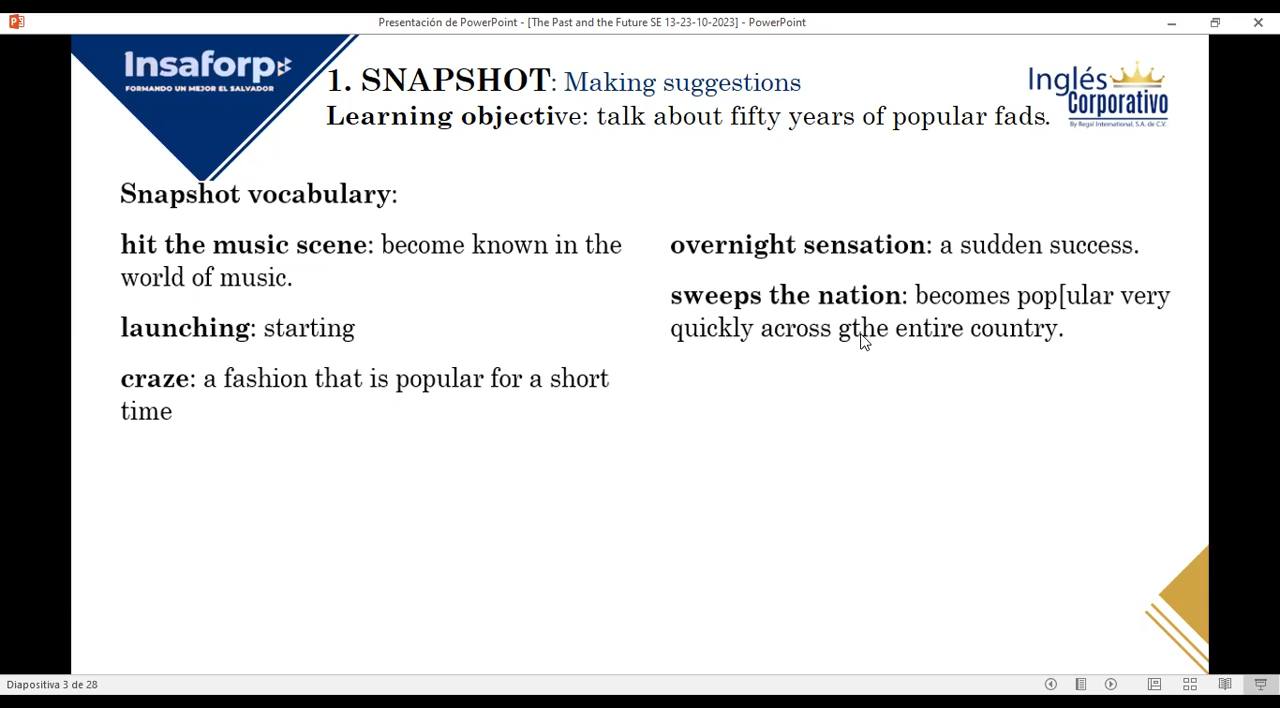 Presentación de PowerPoint - [The Past and the Future SE 13-23-10-2023] - PowerPoint
Insaforp
FORMANDO UN MEJOR EL SALVADOR
1. SNAPSHOT: Making suggestions
Learning objective: talk about fifty years of popular fads.
Inglés
Corporativo
By Regal International, S.A. de C.V.
Snapshot vocabulary:
hit the music scene: become known in the
world of music.
launching: starting
craze: a fashion that is popular for a short
time
overnight sensation: a sudden success.
sweeps the nation: becomes pop[ular very
quickly across gthe entire country.
Diapositiva 3 de 28